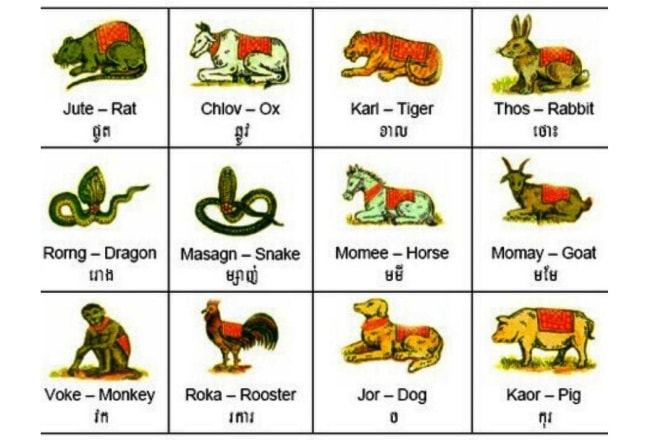 Jute – Rat
ជូត
Chlov – Ox
ឆ្លូវ
Karl – Tiger
ខាល
Thos – Rabbit
ថោះ
Rorng – Dragon
រោង
Masagn – Snake
ម្សាញ់
Momee – Horse
មមី
Momay – Goat
មមែ
Voke – Monkey
វក
Roka – Rooster
រការ
Jor – Dog
ច
Kaor – Pig
កុរ